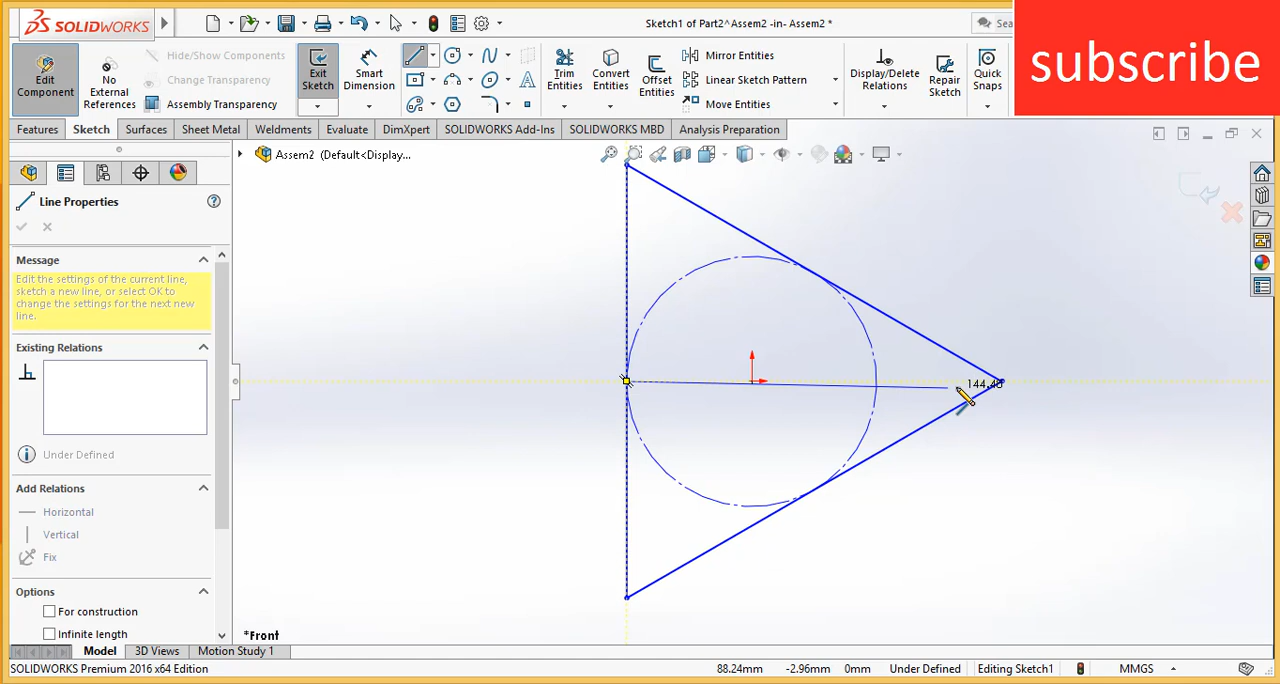 SOLIDWORKS
Sketch1 of Part2^Assem2 -in- Assem2 *
Sea
subscribe
Edit Component
No External References
Hide/Show Components
Change Transparency
Assembly Transparency
Exit Sketch
Smart Dimension
Trim Entities
Convert Entities
Offset Entities
Mirror Entities
Linear Sketch Pattern
Move Entities
Display/Delete Relations
Repair Sketch
Quick Snaps
Features
Sketch
Surfaces
Sheet Metal
Weldments
Evaluate
DimXpert
SOLIDWORKS Add-Ins
SOLIDWORKS MBD
Analysis Preparation
Assem2 (Default<Display...
Line Properties
Message
Edit the settings of the current line,
sketch a new line, or select OK to
change the settings for the next new
line.
Existing Relations
Under Defined
Add Relations
Horizontal
Vertical
Fix
Options
For construction
Infinite length
*Front
Model
3D Views
Motion Study 1
SOLIDWORKS Premium 2016 x64 Edition
88.24mm
-2.96mm
0mm
Under Defined
Editing Sketch1
MMGS